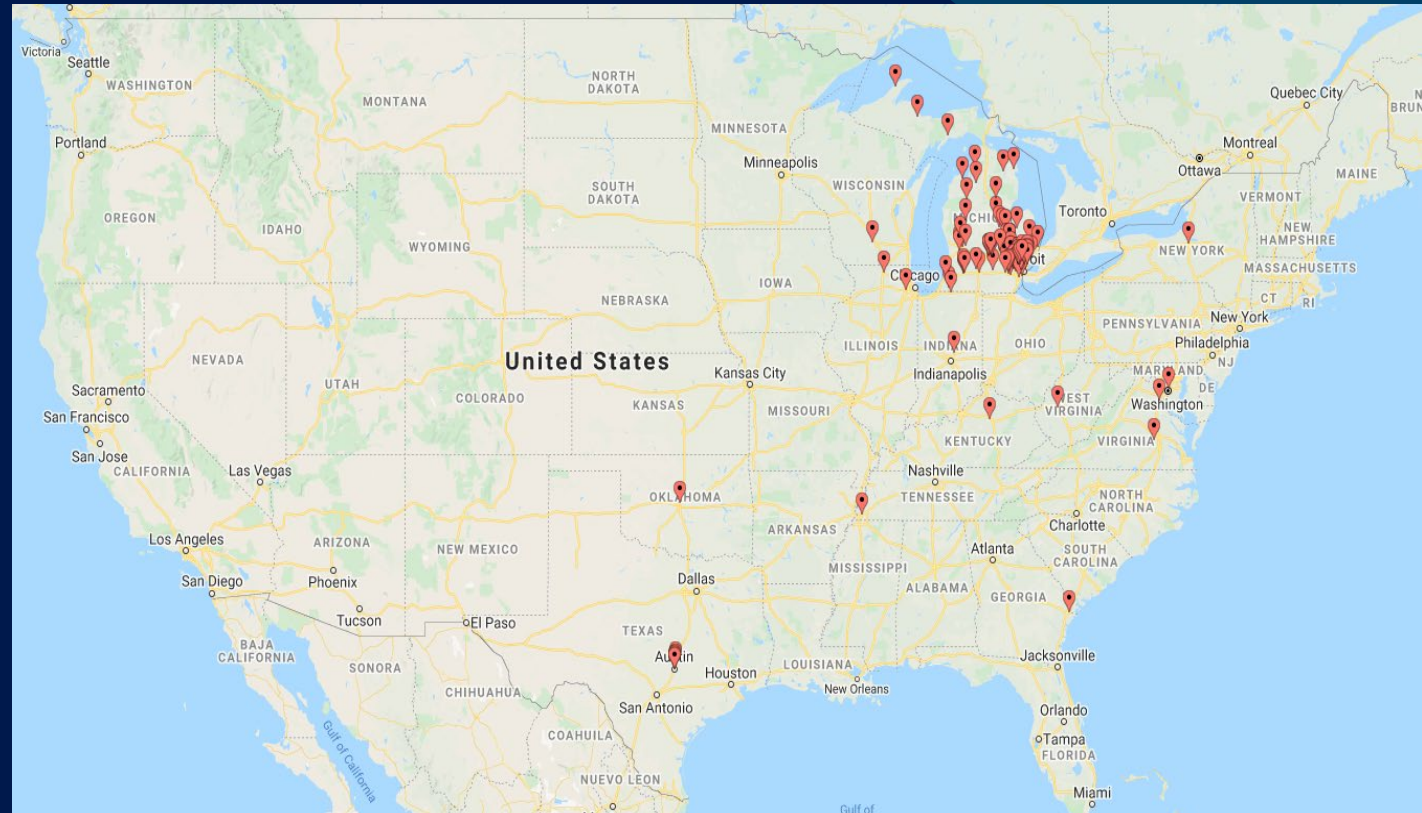 Victoria
Seattle
WASHINGTON
NORTH
DAKOTA
MONTANA
Quebec City
MINNESOTA
Portland
Montreal
Ottawa
MAINE
Minneapolis
WISCONSIN
SOUTH
DAKOTA
VERMONT
OREGON
IDAHO
Toronto
NEW
HAMPSHIRE
WYOMING
NEW YORK
MASSACHUSETTS
Chicago
IOWA
NEBRASKA
CT
RI
PENNSYLVANIA
New York
NEVADA
United States
ILLINOIS
INDIANA
OHIO
Philadelphia
NJ
UTAH
Kansas City
Indianapolis
MARYLAND
DE
Sacramento
COLORADO
KANSAS
MISSOURI
WEST
VIRGINIA
Washington
San Francisco
San Jose
CALIFORNIA
KENTUCKY
VIRGINIA
Las Vegas
Nashville
OKLAHOMA
TENNESSEE
NORTH
CAROLINA
ARKANSAS
Charlotte
Los Angeles
ARIZONA
NEW MEXICO
Atlanta
SOUTH
CAROLINA
San Diego
Phoenix
Dallas
MISSISSIPPI
ALABAMA
GEORGIA
Tucson
El Paso
TEXAS
BAJA
CALIFORNIA
SONORA
Austin
Houston
LOUISIANA
Jacksonville
CHIHUAHUA
New Orleans
San Antonio
Orlando
Gulf of California
COAHUILA
Tampa
FLORIDA
NUEVO LEON
Miami
Gulf of